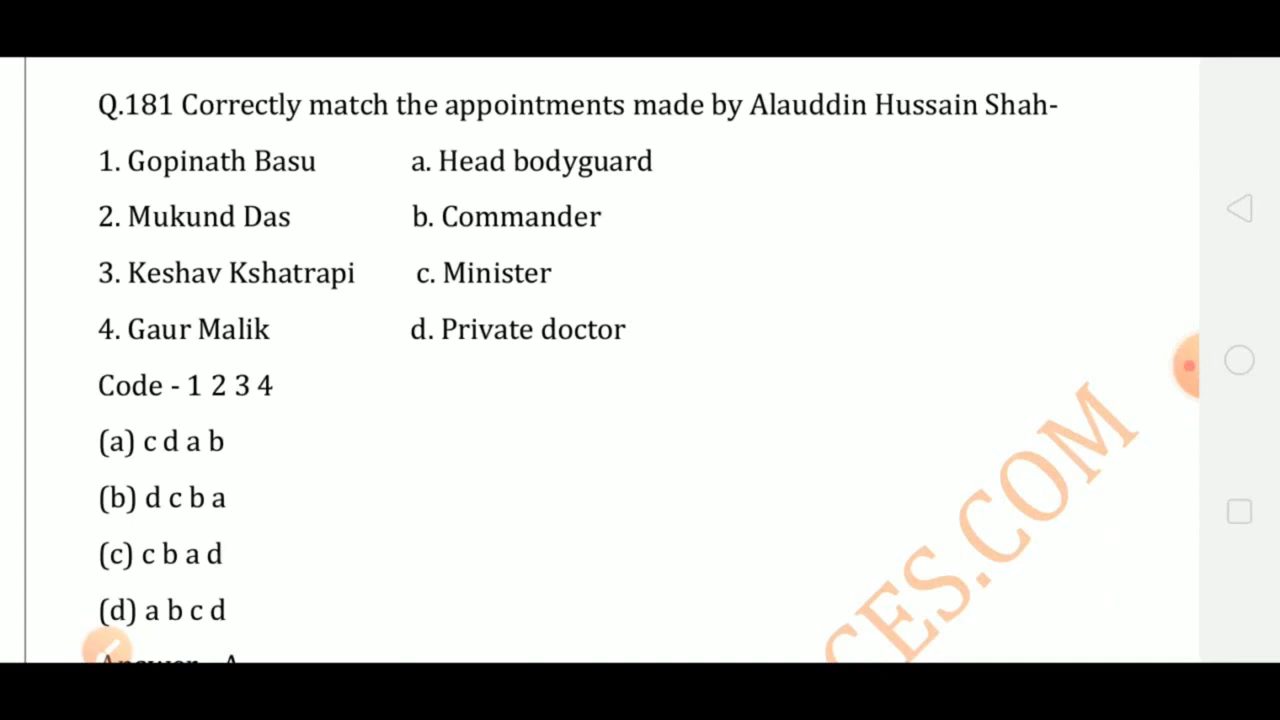 Q.181 Correctly match the appointments made by Alauddin Hussain Shah-
1. Gopinath Basu a. Head bodyguard
2. Mukund Das b. Commander
3. Keshav Kshatrapi c. Minister
4. Gaur Malik d. Private doctor
Code - 1 2 3 4
(a) c d a b
(b) d c b a
(c) c b a d
(d) a b c d
CES.COM